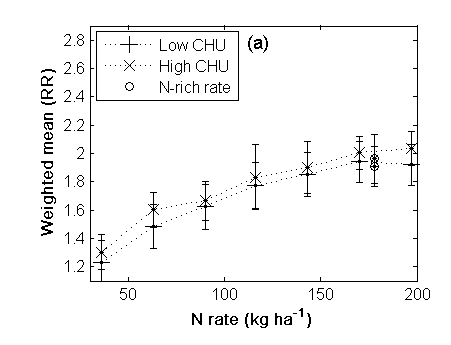 (a)
Low CHU
High CHU
N-rich rate
Weighted mean (RR)
2.8
2.6
2.4
2.2
2
1.8
1.6
1.4
1.2
50 100 150 200
N rate (kg ha⁻¹)